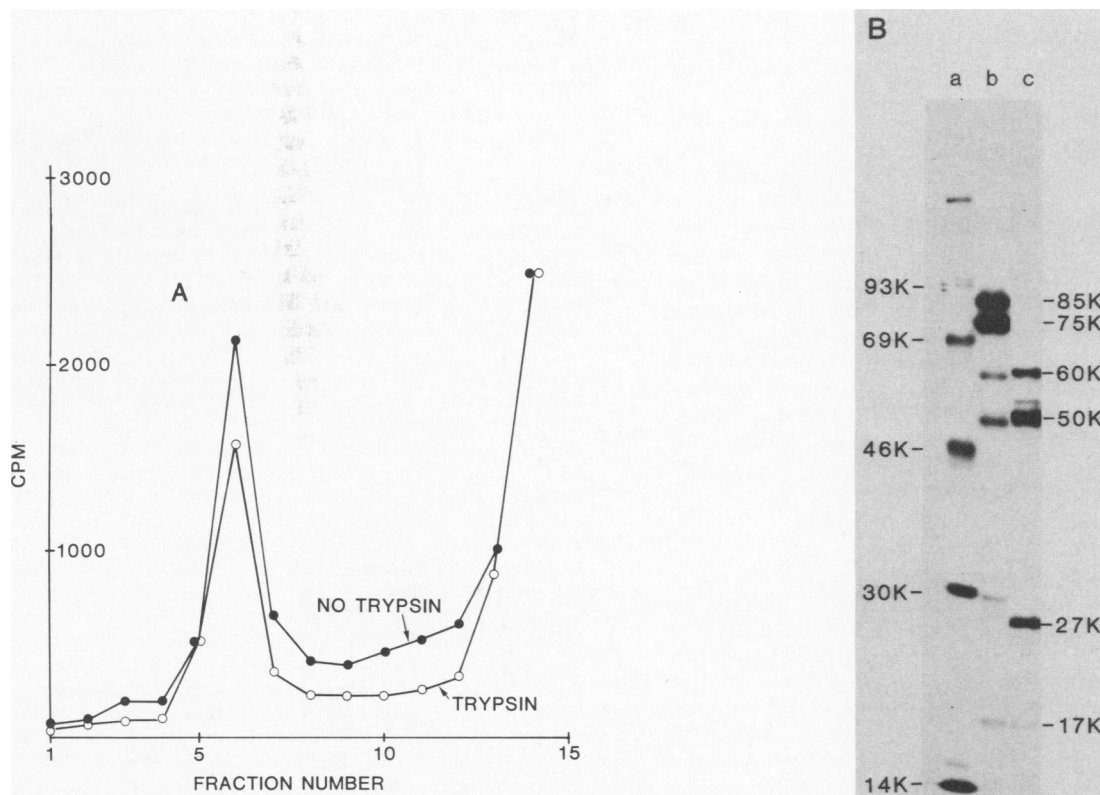 3000
2000
1000
CPM
A
NO TRYPSIN
TRYPSIN
1
5
10
15
FRACTION NUMBER
B
a b c
93K
69K
46K
30K
14K
85K
75K
60K
50K
27K
17K